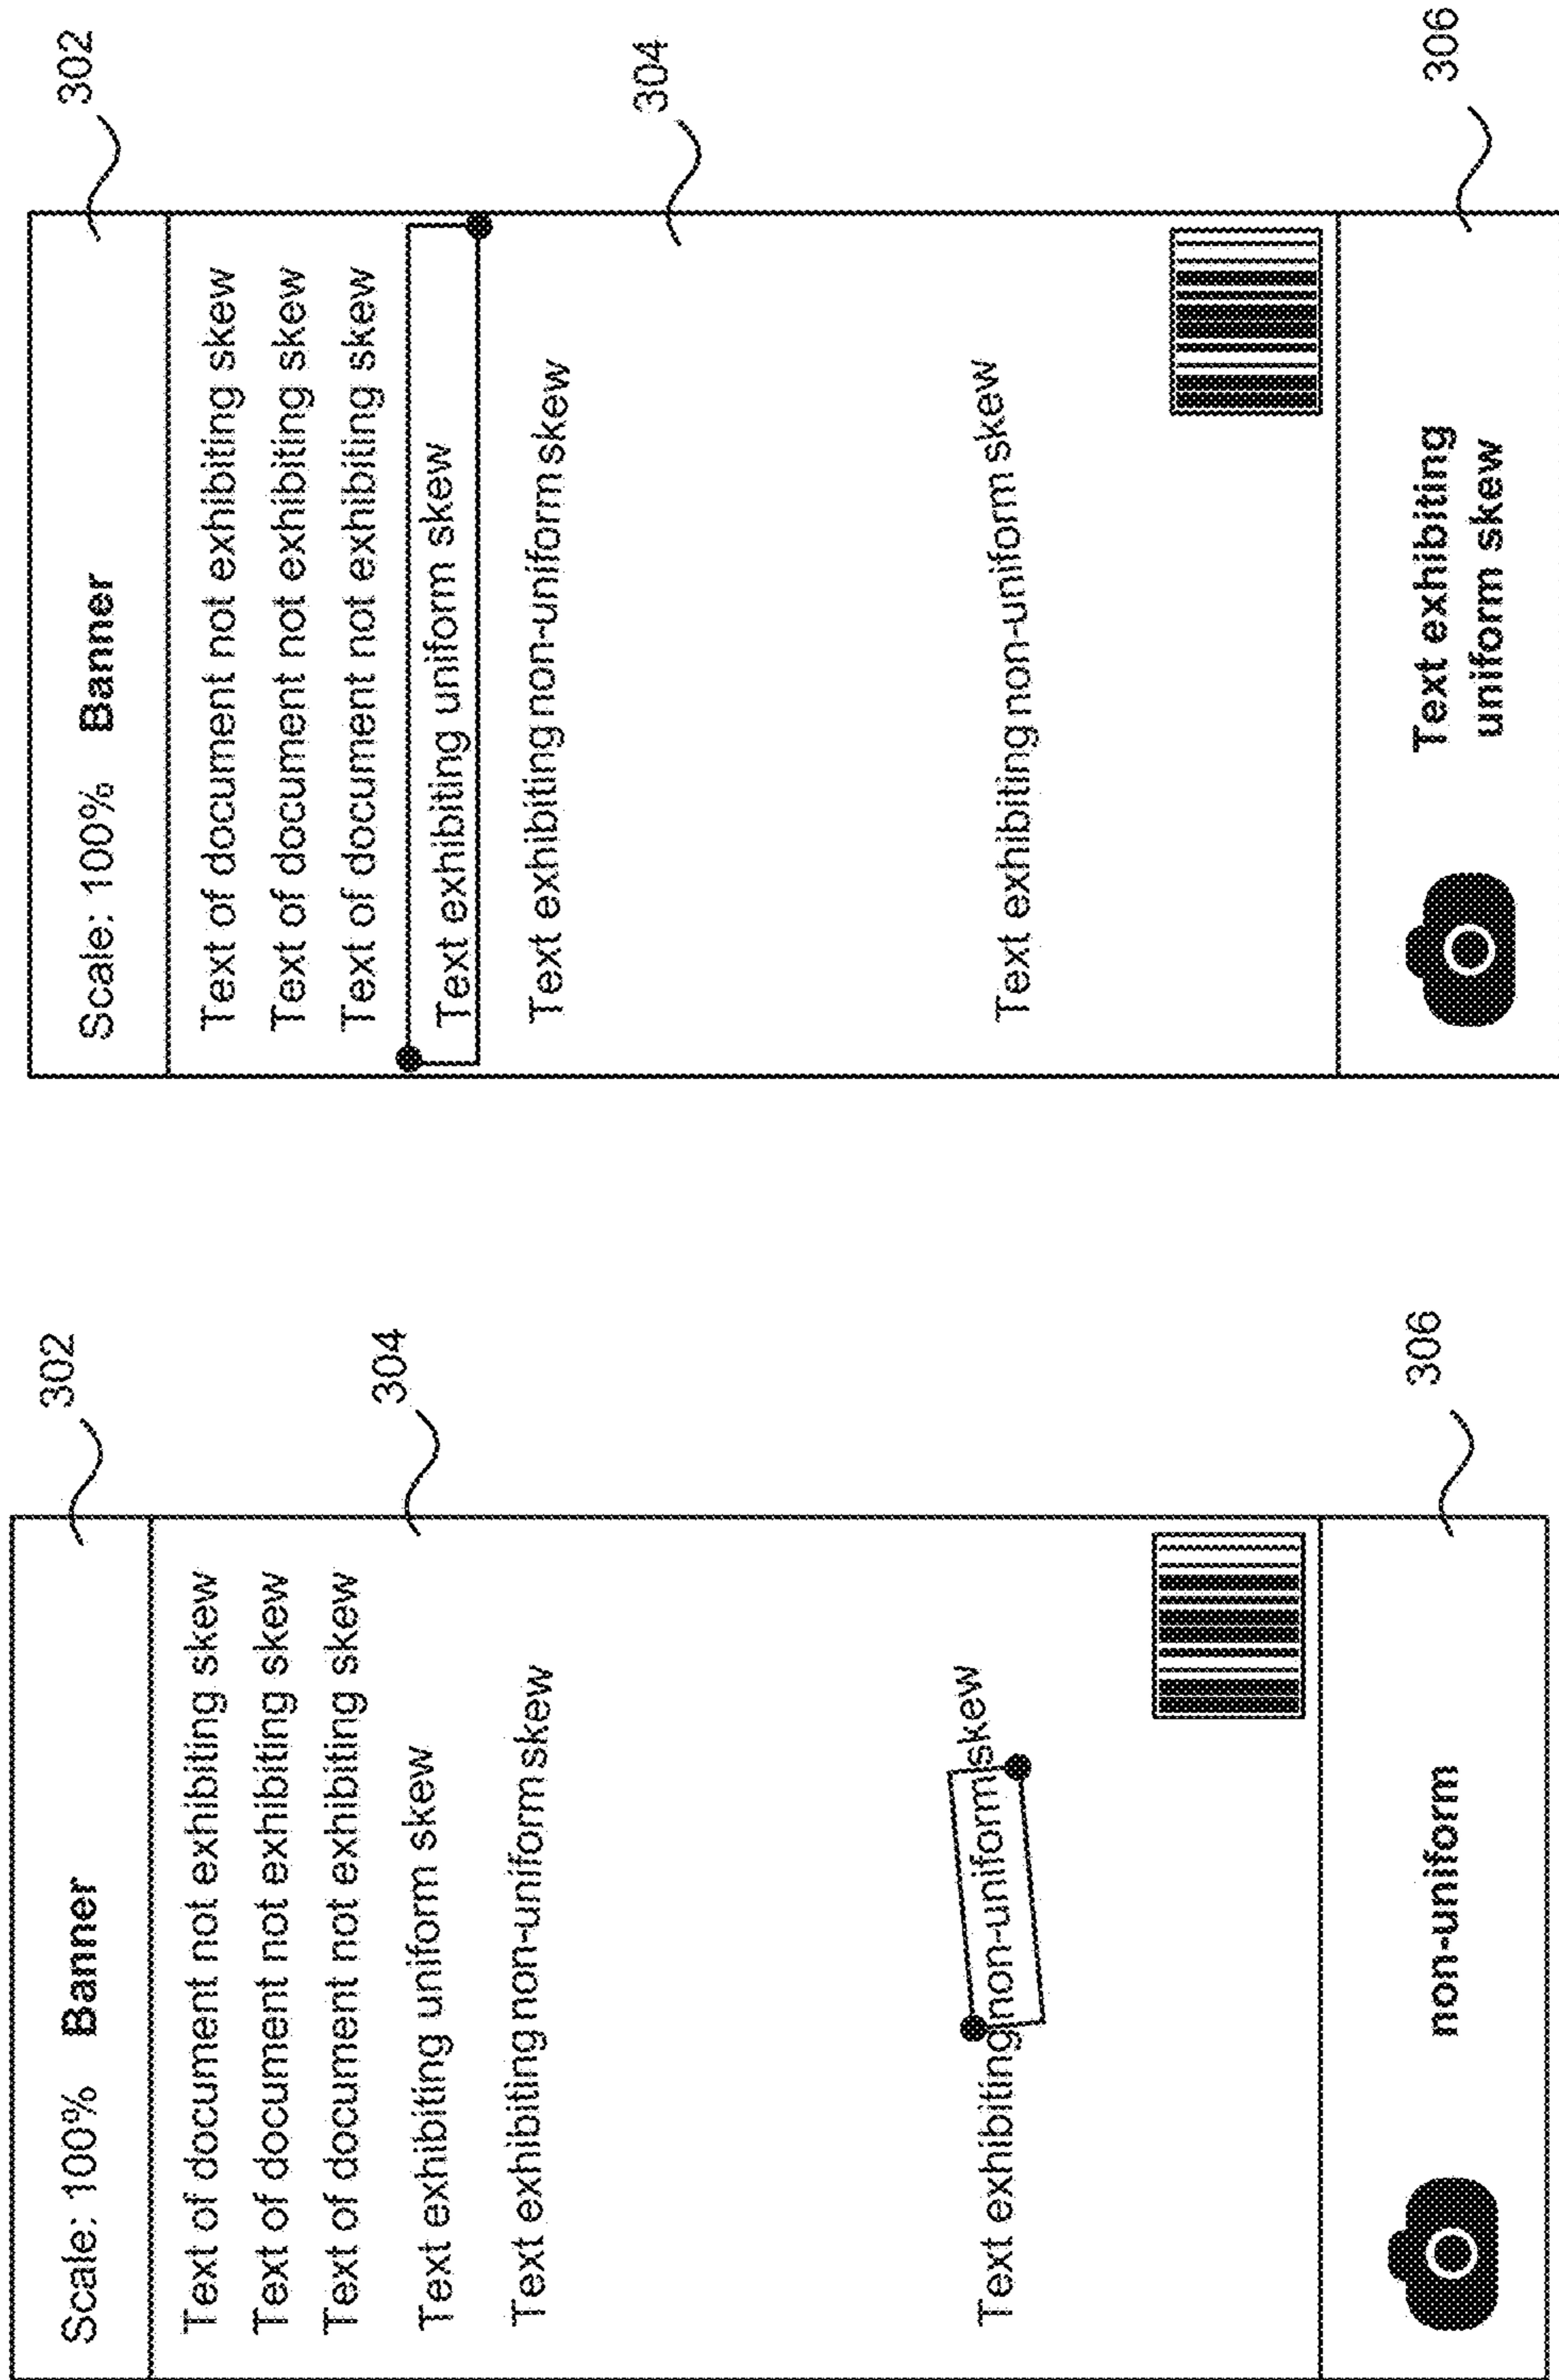 Scale: 100% Banner
302
Text of document not exhibiting skew
Text of document not exhibiting skew
Text of document not exhibiting skew
304
Text exhibiting uniform skew
Text exhibiting non-uniform skew
Text exhibiting non-uniform skew
non-uniform
306
Scale: 100% Banner
302
Text of document not exhibiting skew
Text of document not exhibiting skew
Text of document not exhibiting skew
Text exhibiting uniform skew
Text exhibiting non-uniform skew
304
Text exhibiting non-uniform skew
Text exhibiting
uniform skew
306